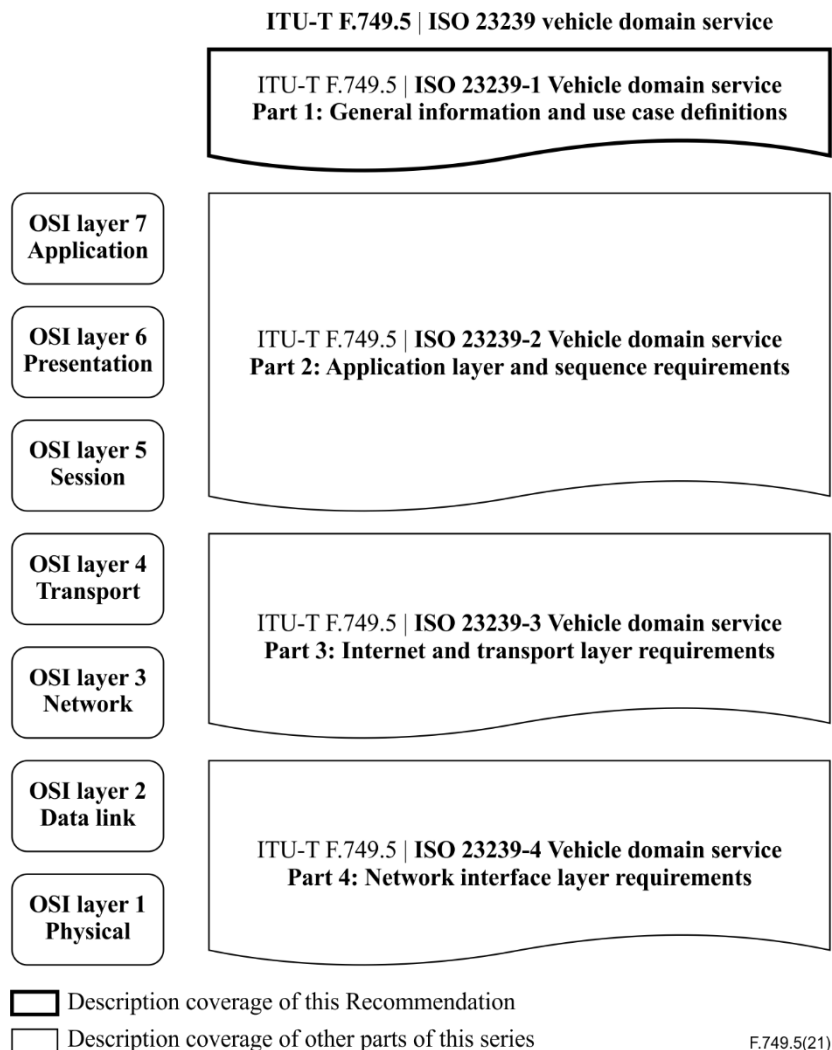 ITU-T F.749.5 | ISO 23239 vehicle domain service
ITU-T F.749.5 | ISO 23239-1 Vehicle domain service
Part 1: General information and use case definitions
OSI layer 7
Application
OSI layer 6
Presentation
OSI layer 5
Session
ITU-T F.749.5 | ISO 23239-2 Vehicle domain service
Part 2: Application layer and sequence requirements
OSI layer 4
Transport
OSI layer 3
Network
ITU-T F.749.5 | ISO 23239-3 Vehicle domain service
Part 3: Internet and transport layer requirements
OSI layer 2
Data link
OSI layer 1
Physical
ITU-T F.749.5 | ISO 23239-4 Vehicle domain service
Part 4: Network interface layer requirements
Description coverage of this Recommendation
Description coverage of other parts of this series
F.749.5(21)